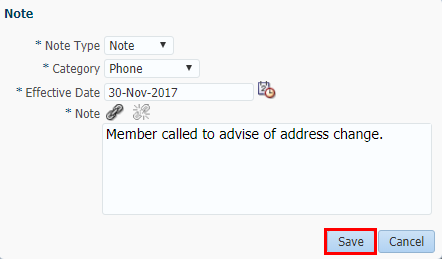 Note
* Note Type Note
* Category Phone
* Effective Date 30-Nov-2017
* Note
Member called to advise of address change.
Save Cancel